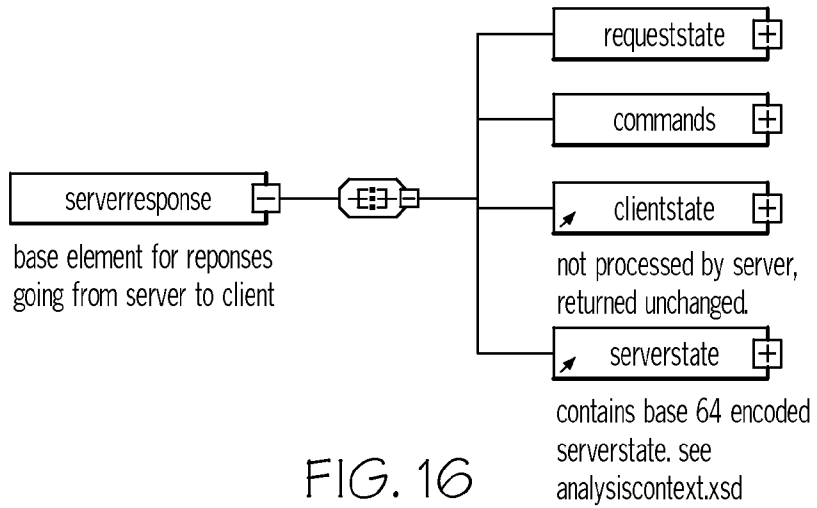 requeststate
commands
serverresponse
base element for reponses
going from server to client
clientstate
not processed by server,
returned unchanged.
serverstate
contains base 64 encoded
serverstate. see
analysiscontext.xsd
FIG. 16